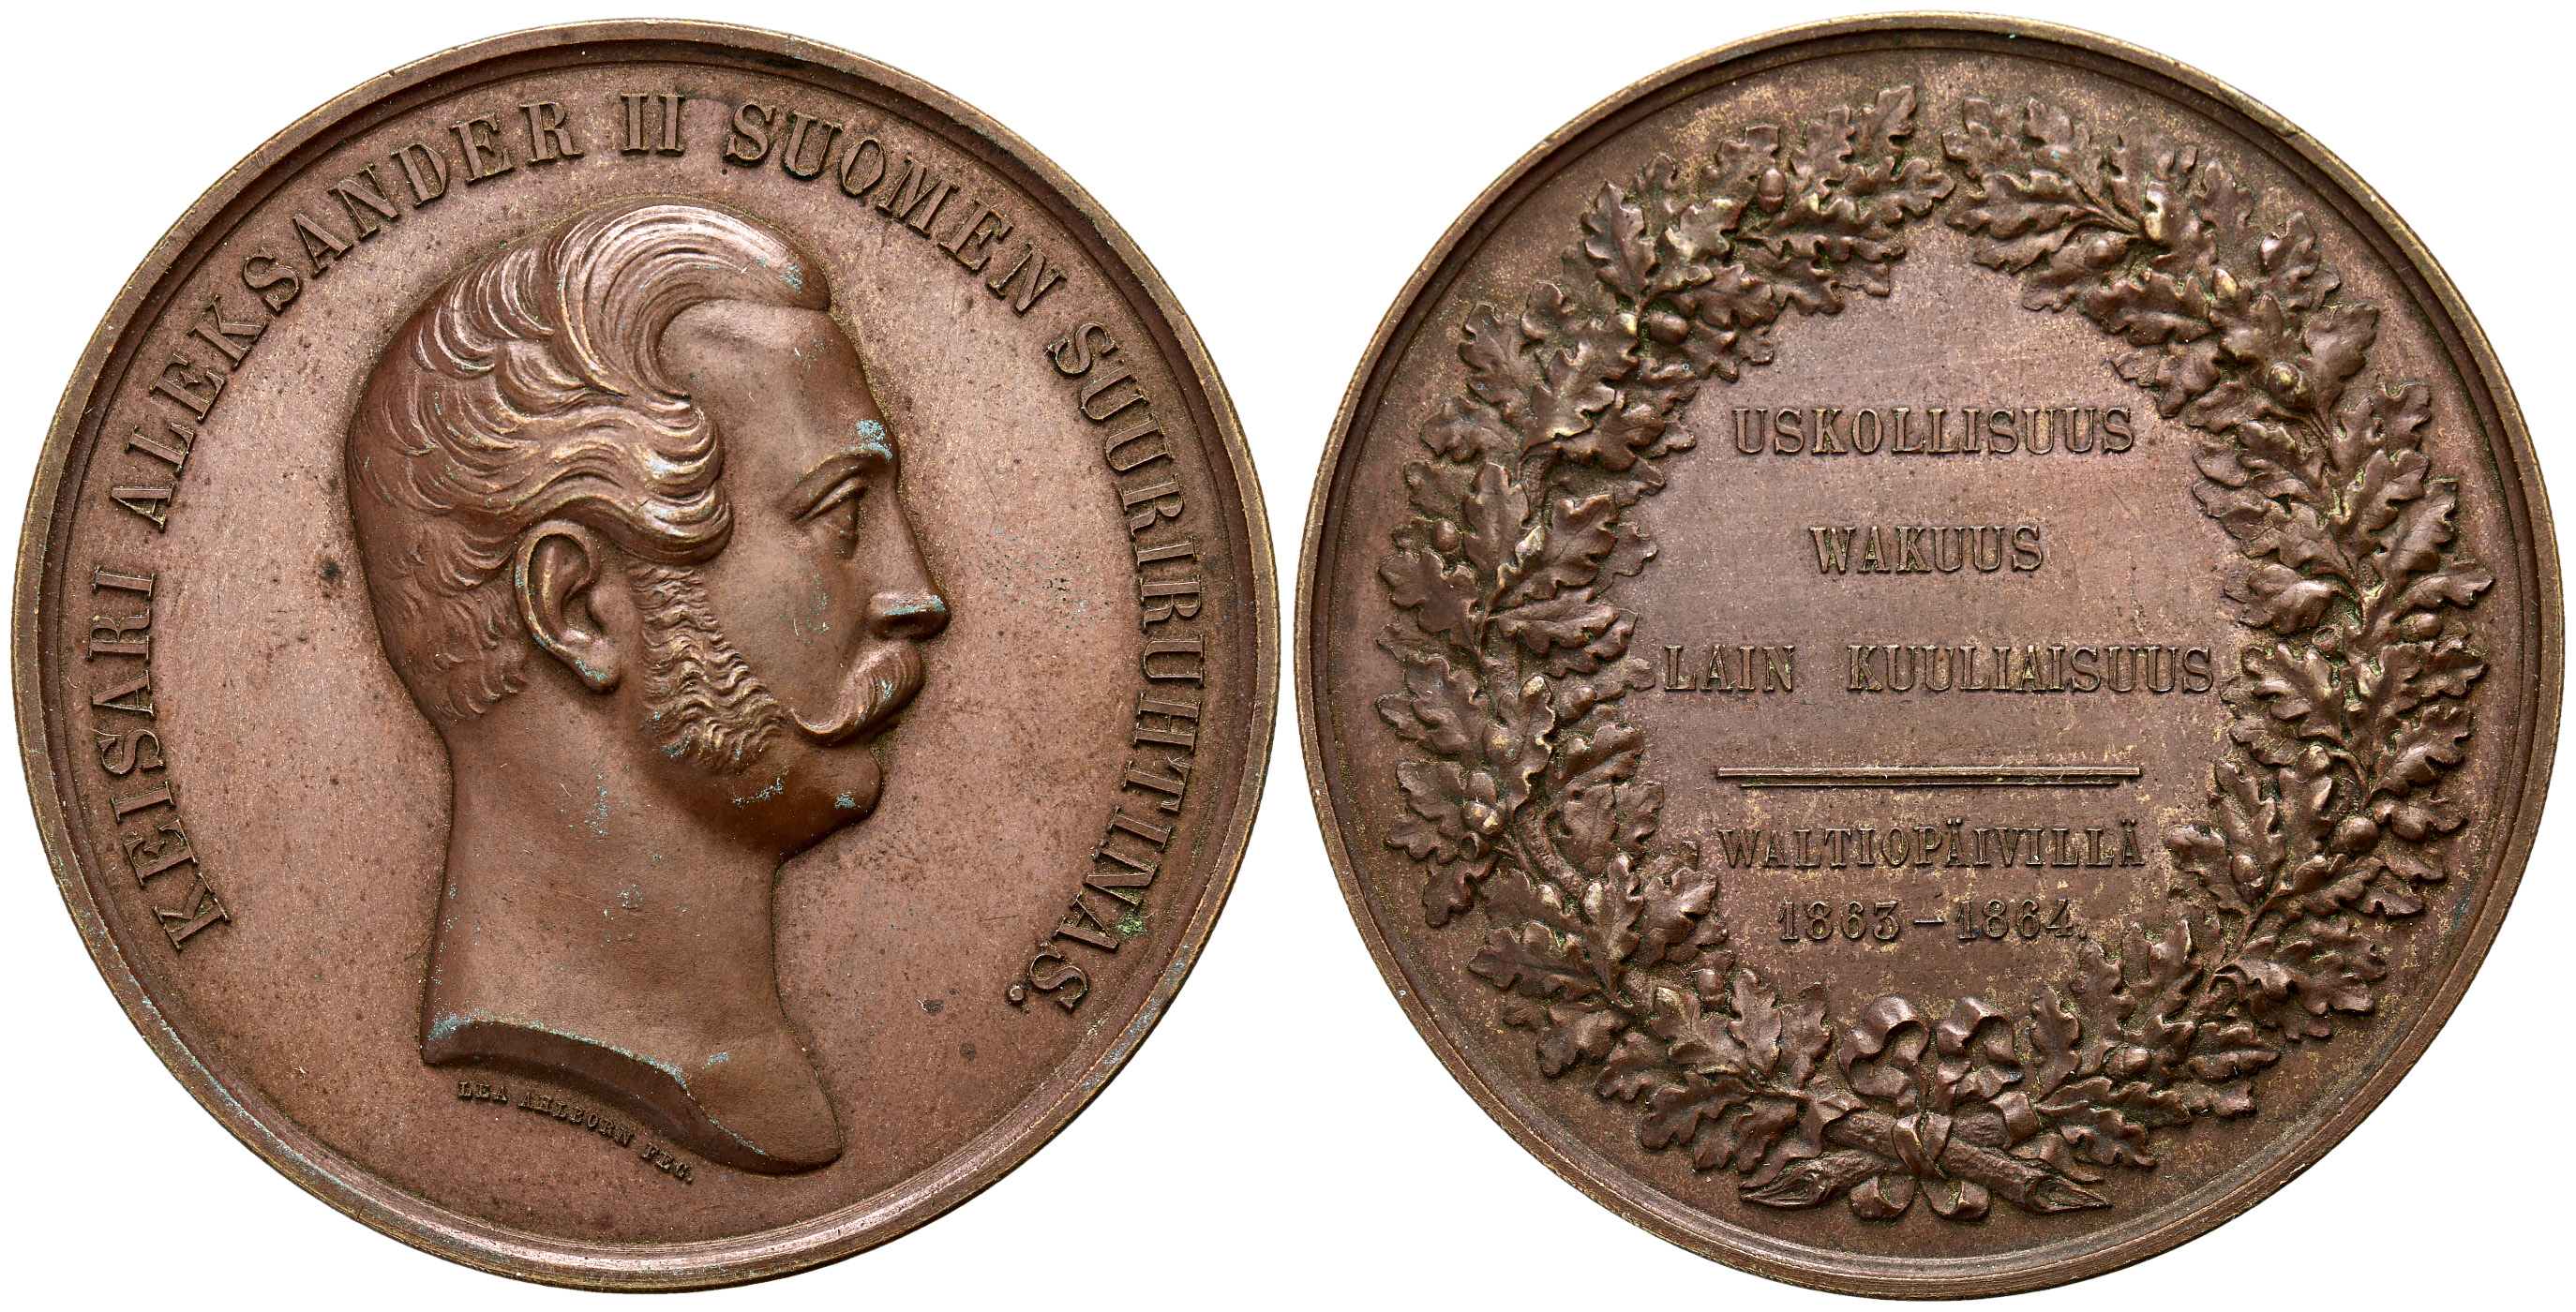 KEISARI ALEKSANDER II SUOMEN SUURIRUHTINAS.
LEA AHLBORN FEC.
USKOLLISUUS
WAKUUS
LAIN KUULIAISUUS
WALTIOPÄIVILLÄ
1863-1864.